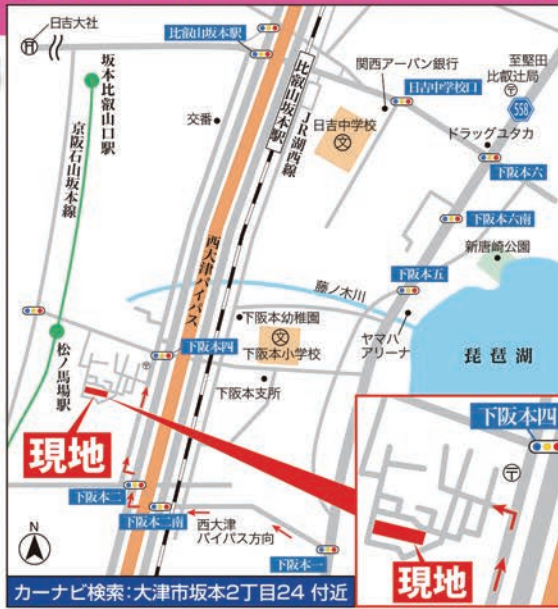 日吉大社
比叡山坂本駅
関西アーバン銀行
至堅田
比叡辻局
日吉中学校口
558
坂本比叡山口駅
交番
比叡山坂本駅
JR湖西線
日吉中学校
文
ドラッグユタカ
下阪本六
京阪石山坂本線
下阪本六南
西大津バイパス
新唐崎公園
藤ノ木川
下阪本五
下阪本幼稚園
文
下阪本小学校
ヤマハ
アリーナ
琵琶湖
松ノ馬場駅
下阪本四
下阪本支所
現地
下阪本二
下阪本二南
西大津
バイパス方向
下阪本一
N
下阪本四
現地
カーナビ検索:大津市坂本2丁目24 付近